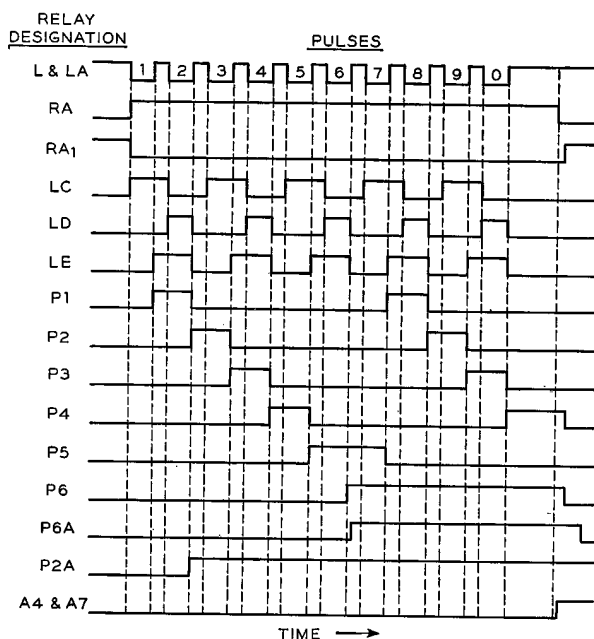 RELAY
DESIGNATION
PULSES
L & LA 1 2 3 4 5 6 7 8 9 0
RA
RA1
LC
LD
LE
P1
P2
P3
P4
P5
P6
P6A
P2A
A4 & A7
TIME →